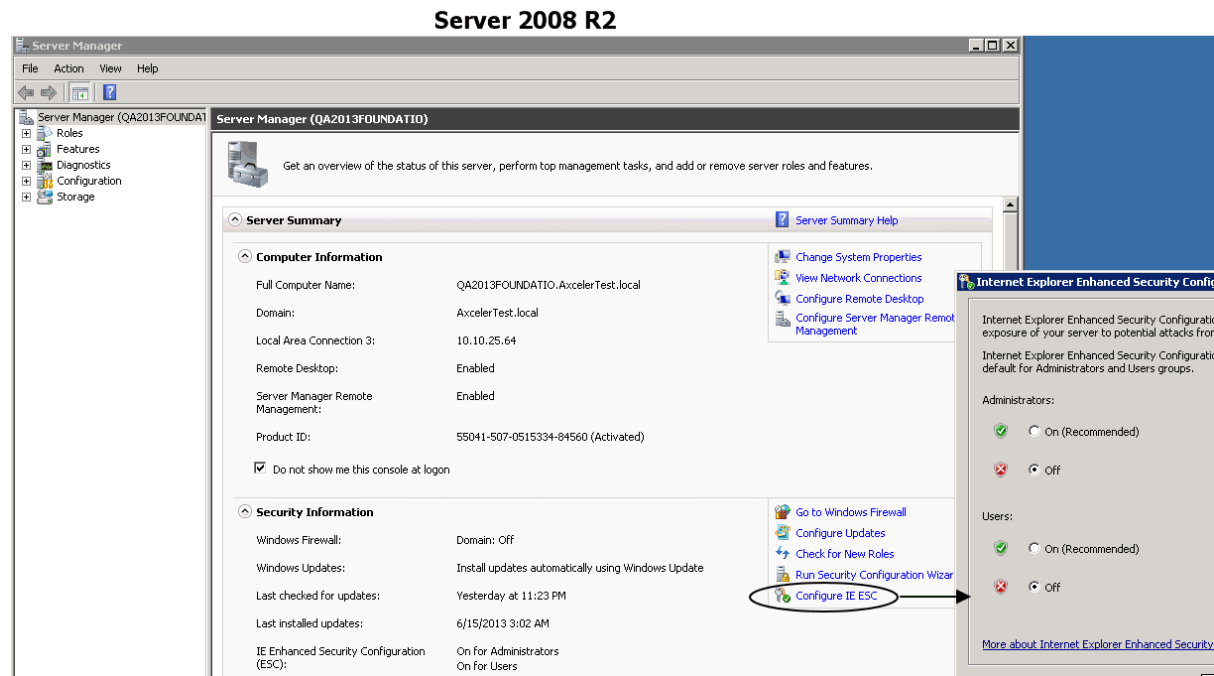 Server 2008 R2
Server Manager
File Action View Help
Server Manager (QA2013FOUNDAT
Roles
Features
Diagnostics
Configuration
Storage
Server Manager (QA2013FOUNDATIO)
Get an overview of the status of this server, perform top management tasks, and add or remove server roles and features.
Server Summary
Server Summary Help
Computer Information
Full Computer Name: QA2013FOUNDATIO.AxcelerTest.local
Domain: AxcelerTest.local
Local Area Connection 3: 10.10.25.64
Remote Desktop: Enabled
Server Manager Remote Enabled
Management:
Product ID: 55041-507-0515334-84560 (Activated)
Do not show me this console at logon
Change System Properties
View Network Connections
Configure Remote Desktop
Configure Server Manager Remot
Management
Security Information
Windows Firewall: Domain: Off
Windows Updates: Install updates automatically using Windows Update
Last checked for updates: Yesterday at 11:23 PM
Last installed updates: 6/15/2013 3:02 AM
IE Enhanced Security Configuration On for Administrators
(ESC): On for Users
Go to Windows Firewall
Configure Updates
Check for New Roles
Run Security Configuration Wizar
Configure IE ESC
Internet Explorer Enhanced Security Config
Internet Explorer Enhanced Security Configuratio
exposure of your server to potential attacks fror
Internet Explorer Enhanced Security Configuratio
default for Administrators and Users groups.
Administrators:
On (Recommended)
Off
Users:
On (Recommended)
Off
More about Internet Explorer Enhanced Security